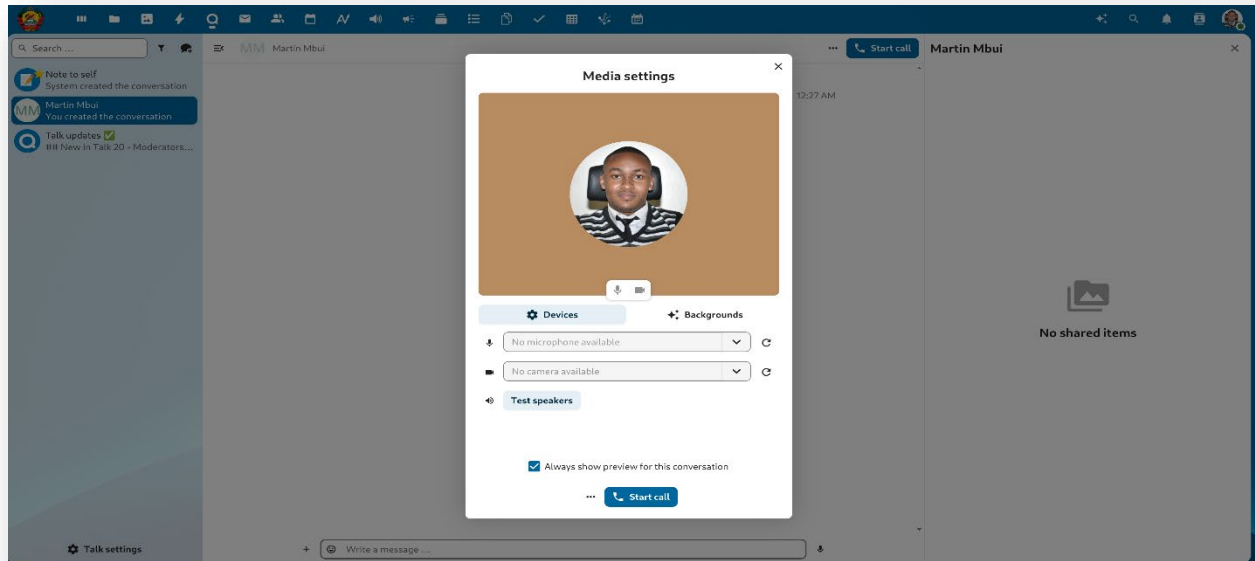 Search ...
MM Martin Mbui
Start call
Martin Mbui
Note to self
System created the conversation
MM
Martin Mbui
You created the conversation
Talk updates ✅
## New in Talk 20 - Moderators...
12:27 AM
Media settings
Devices
Backgrounds
No microphone available
No camera available
Test speakers
Always show preview for this conversation
Start call
No shared items
Talk settings
Write a message ...